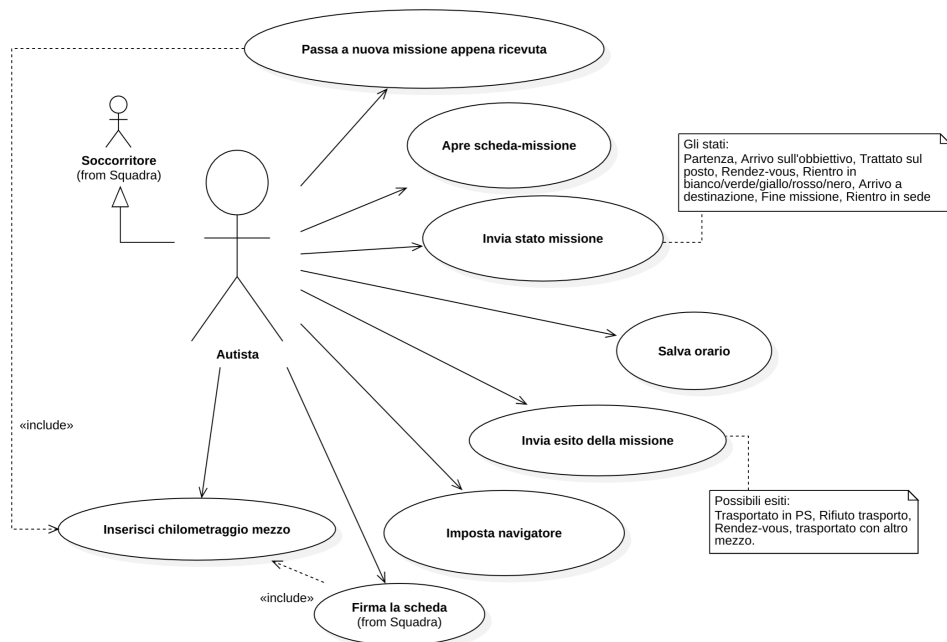 Passa a nuova missione appena ricevuta
Apre scheda-missione
Soccorritore
(from Squadra)
Gli stati:
Partenza, Arrivo sull'obbiettivo, Trattato sul
posto, Rendez-vous, Rientro in
bianco/verde/giallo/rosso/nero, Arrivo a
destinazione, Fine missione, Rientro in sede
Invia stato missione
Autista
Salva orario
«include»
Invia esito della missione
Possibili esiti:
Trasportato in PS, Rifiuto trasporto,
Rendez-vous, trasportato con altro
mezzo.
Inserisci chilometraggio mezzo
Imposta navigatore
«include»
Firma la scheda
(from Squadra)